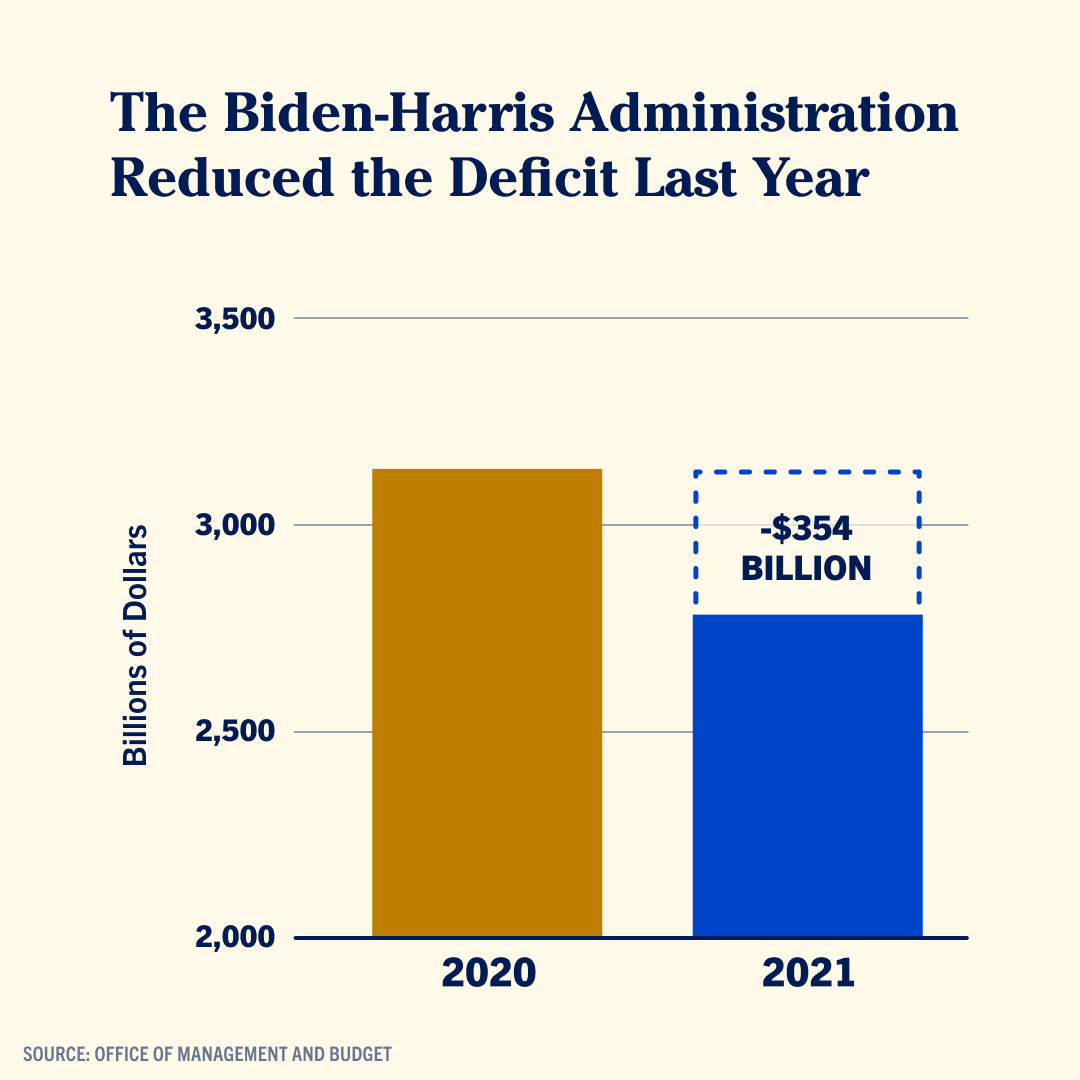 The Biden-Harris Administration
Reduced the Deficit Last Year
3,500
3,000
2,500
2,000
Billions of Dollars
-$354
BILLION
2020
2021
SOURCE: OFFICE OF MANAGEMENT AND BUDGET